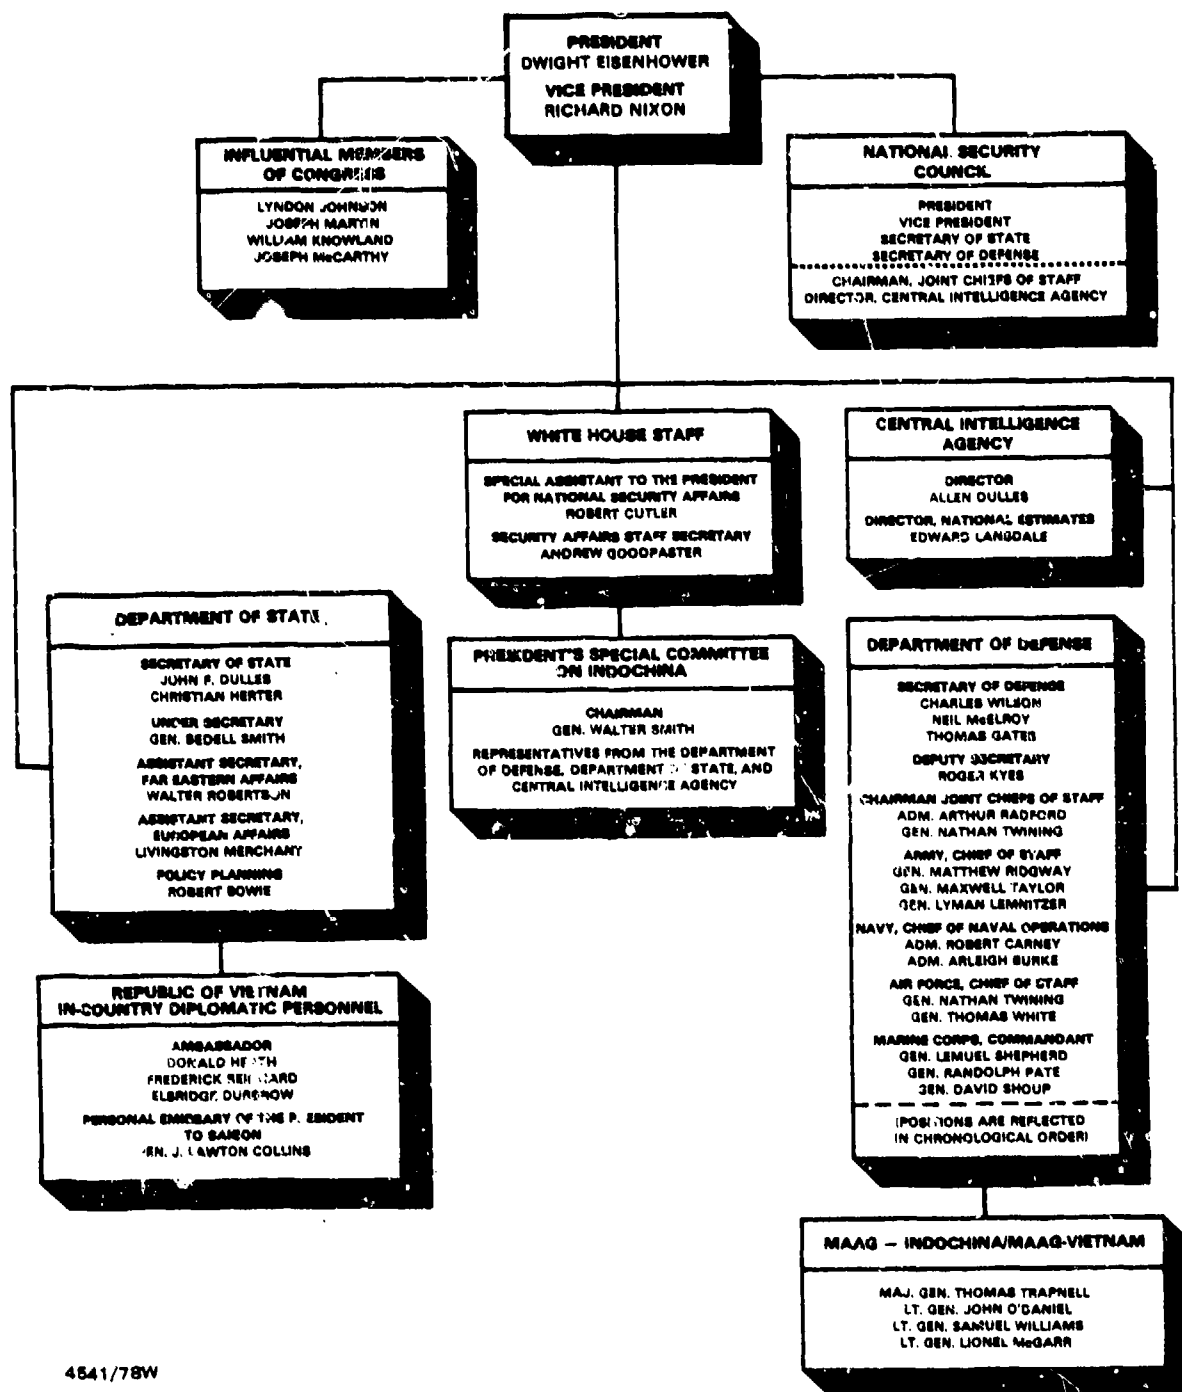 PRESIDENT
DWIGHT EISENHOWER
VICE PRESIDENT
RICHARD NIXON
INFLUENTIAL MEMBERS
OF CONGRESS
LYNDON JOHNSON
JOSEPH MARTIN
WILLIAM KNOWLAND
JOSEPH McCARTHY
NATIONAL SECURITY
COUNCIL
PRESIDENT
VICE PRESIDENT
SECRETARY OF STATE
SECRETARY OF DEFENSE
CHAIRMAN, JOINT CHIEFS OF STAFF
DIRECTOR, CENTRAL INTELLIGENCE AGENCY
WHITE HOUSE STAFF
SPECIAL ASSISTANT TO THE PRESIDENT
FOR NATIONAL SECURITY AFFAIRS
ROBERT CUTLER
SECURITY AFFAIRS STAFF SECRETARY
ANDREW GOODPASTER
CENTRAL INTELLIGENCE
AGENCY
DIRECTOR
ALLEN DULLES
DIRECTOR, NATIONAL ESTIMATES
EDWARD LANGDALE
DEPARTMENT OF STATE
SECRETARY OF STATE
JOHN F. DULLES
CHRISTIAN HERTER
UNDER SECRETARY
GEN. BEDELL SMITH
ASSISTANT SECRETARY,
FAR EASTERN AFFAIRS
WALTER ROBERTSON
ASSISTANT SECRETARY,
EUROPEAN AFFAIRS
LIVINGSTON MERCHANT
POLICY PLANNING
ROBERT BOWIE
PRESIDENT'S SPECIAL COMMITTEE
ON INDOCHINA
CHAIRMAN
GEN. WALTER SMITH
REPRESENTATIVES FROM THE DEPARTMENT
OF DEFENSE, DEPARTMENT OF STATE, AND
CENTRAL INTELLIGENCE AGENCY
DEPARTMENT OF DEFENSE
SECRETARY OF DEFENSE
CHARLES WILSON
NEIL McELROY
THOMAS GATES
DEPUTY SECRETARY
ROGER KYES
CHAIRMAN JOINT CHIEFS OF STAFF
ADM. ARTHUR RADFORD
GEN. NATHAN TWINING
ARMY, CHIEF OF STAFF
GEN. MATTHEW RIDGWAY
GEN. MAXWELL TAYLOR
GEN. LYMAN LEMNITZER
NAVY, CHIEF OF NAVAL OPERATIONS
ADM. ROBERT CARNEY
ADM. ARLEIGH BURKE
AIR FORCE, CHIEF OF STAFF
GEN. NATHAN TWINING
GEN. THOMAS WHITE
MARINE CORPS, COMMANDANT
GEN. LEMUEL SHEPHERD
GEN. RANDOLPH PATE
GEN. DAVID SHOUP
(POSITIONS ARE REFLECTED
IN CHRONOLOGICAL ORDER)
REPUBLIC OF VIETNAM
IN-COUNTRY DIPLOMATIC PERSONNEL
AMBASSADOR
DONALD HEATH
FREDERICK REINHARD
ELBRIDGE DURBROW
PERSONAL EMISSARY OF THE PRESIDENT
TO SAIGON
GEN. J. LAWTON COLLINS
MAAG – INDOCHINA/MAAG-VIETNAM
MAJ. GEN. THOMAS TRAPNELL
LT. GEN. JOHN O'DANIEL
LT. GEN. SAMUEL WILLIAMS
LT. GEN. LIONEL McGARR
4541/78W